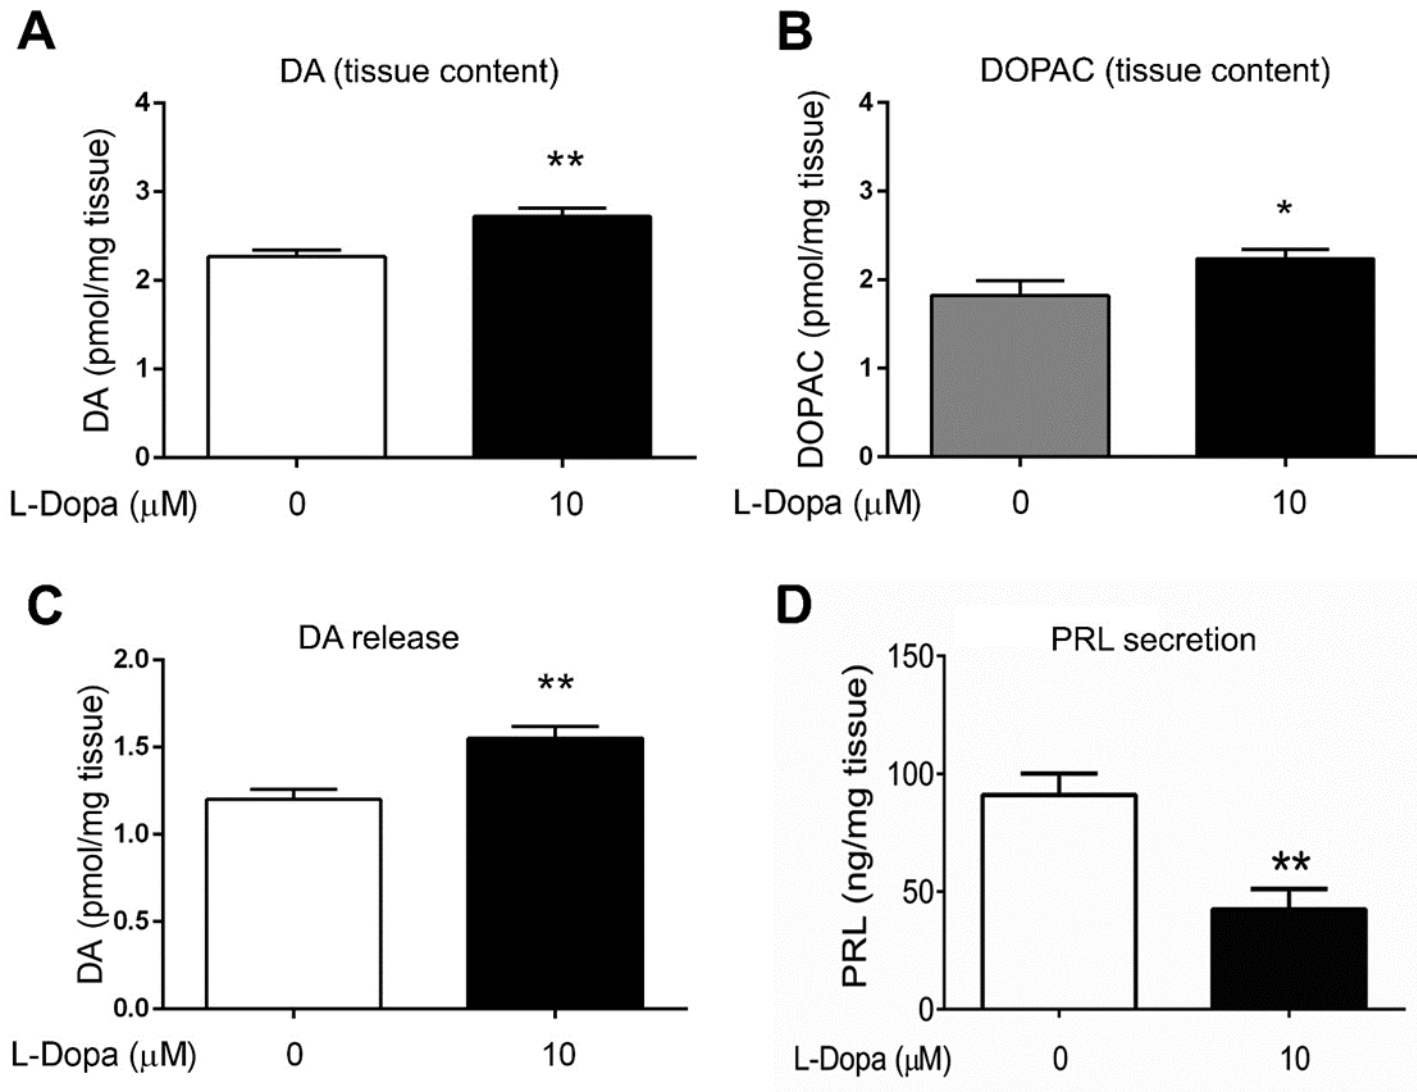 A
DA (tissue content)
DA (pmol/mg tissue)
4
3
2
1
0
**
L-Dopa (μM)
0
10
B
DOPAC (tissue content)
DOPAC (pmol/mg tissue)
4
3
2
1
0
*
L-Dopa (μM)
0
10
C
DA release
DA (pmol/mg tissue)
2.0
1.5
1.0
0.5
0.0
**
L-Dopa (μM)
0
10
D
PRL secretion
PRL (ng/mg tissue)
150
100
50
0
**
L-Dopa (μM)
0
10